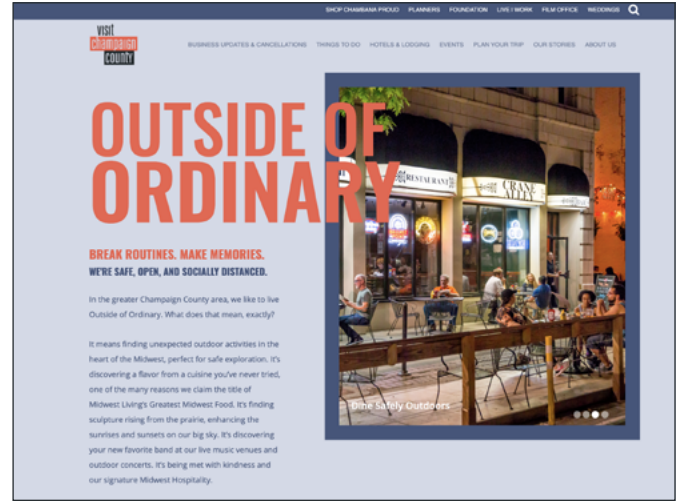 SHOP CHAMBANA PROUD PLANNERS FOUNDATION LIVE | WORK FILM OFFICE WEDDINGS
visit
champaign
county
BUSINESS UPDATES & CANCELLATIONS THINGS TO DO HOTELS & LODGING EVENTS PLAN YOUR TRIP OUR STORIES ABOUT US
OUTSIDE OF
ORDINARY
RESTAURANT
CRANE
ALLEY
BREAK ROUTINES. MAKE MEMORIES.
WE'RE SAFE, OPEN, AND SOCIALLY DISTANCED.
In the greater Champaign County area, we like to live
Outside of Ordinary. What does that mean, exactly?
It means finding unexpected outdoor activities in the
heart of the Midwest, perfect for safe exploration. It's
discovering a flavor from a cuisine you've never tried,
one of the many reasons we claim the title of
Midwest Living's Greatest Midwest Food. It's finding
sculpture rising from the prairie, enhancing the
sunrises and sunsets on our big sky. It's discovering
your new favorite band at our live music venues and
outdoor concerts. It's being met with kindness and
our signature Midwest Hospitality.
Dine Safely Outdoors